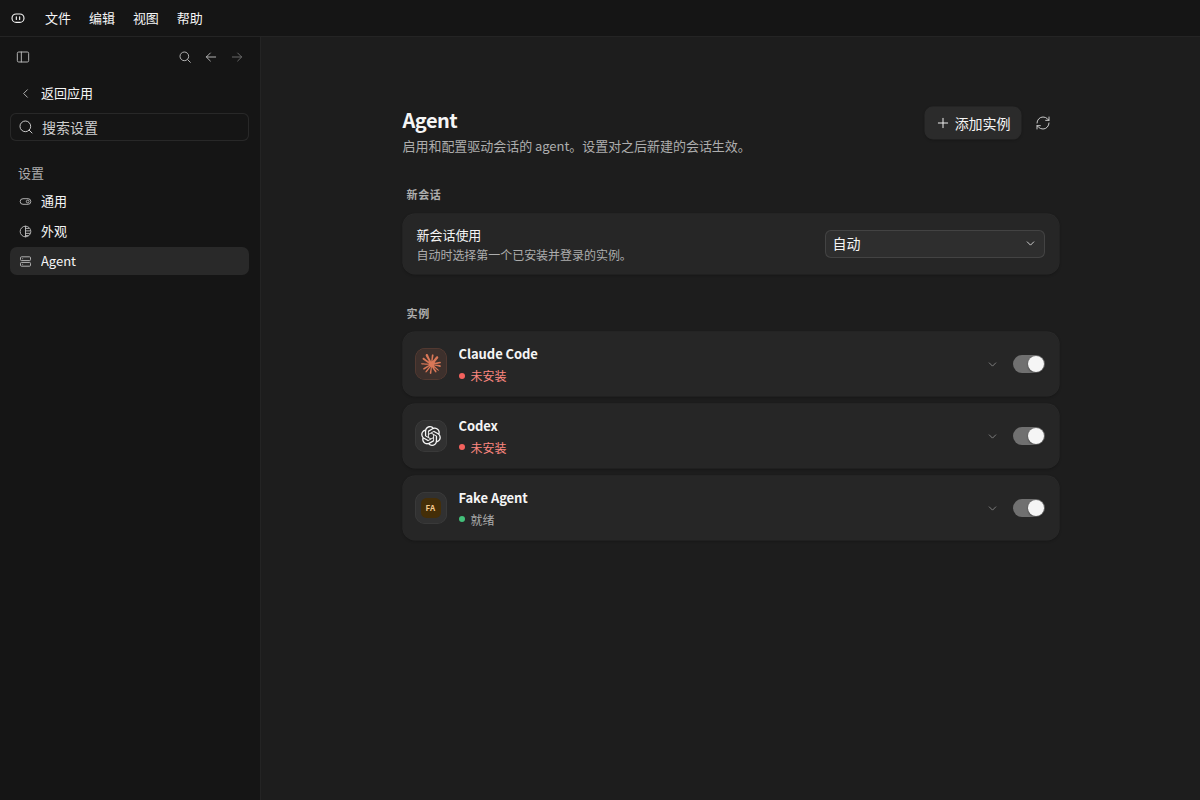 文件 编辑 视图 帮助
返回应用
搜索设置
设置
通用
外观
Agent
Agent
启用和配置驱动会话的 agent。设置对之后新建的会话生效。
添加实例
新会话
新会话使用
自动时选择第一个已安装并登录的实例。
自动
实例
Claude Code
未安装
Codex
未安装
FA
Fake Agent
就绪